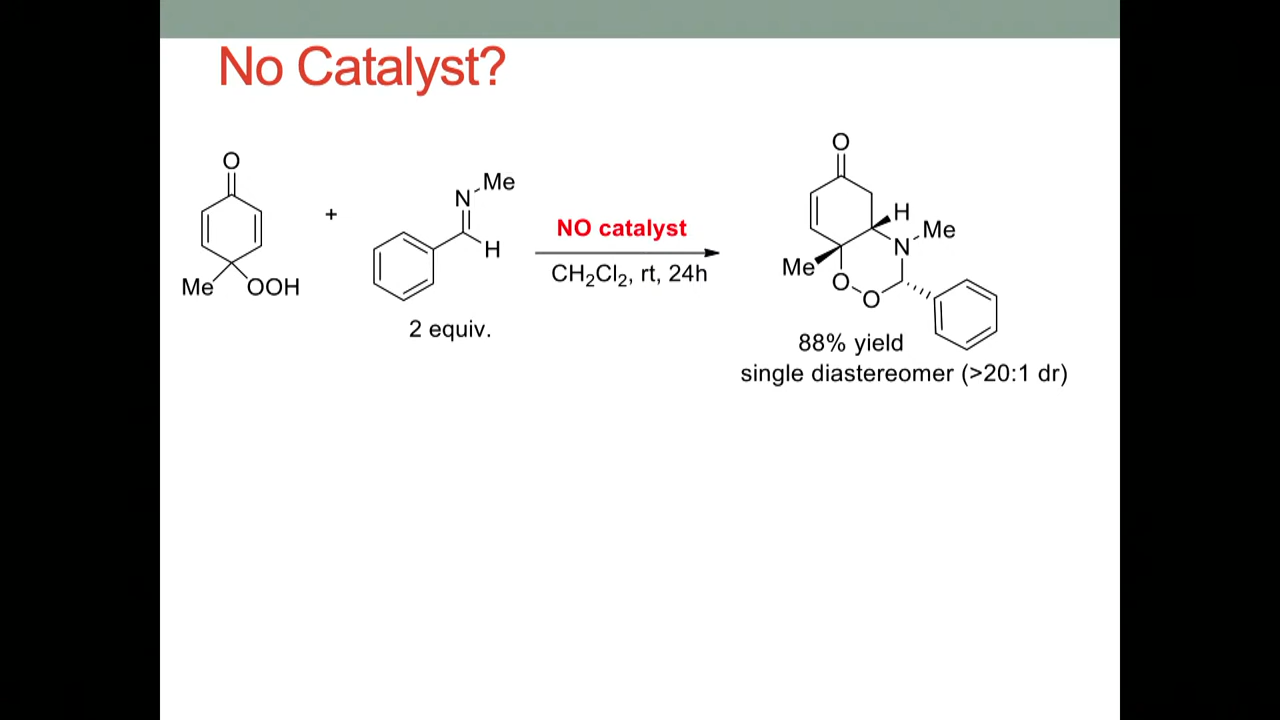 No Catalyst?
O
Me OOH
+
N Me
H
2 equiv.
NO catalyst
CH₂Cl₂, rt, 24h
O
H
N Me
Me
O O
88% yield
single diastereomer (>20:1 dr)